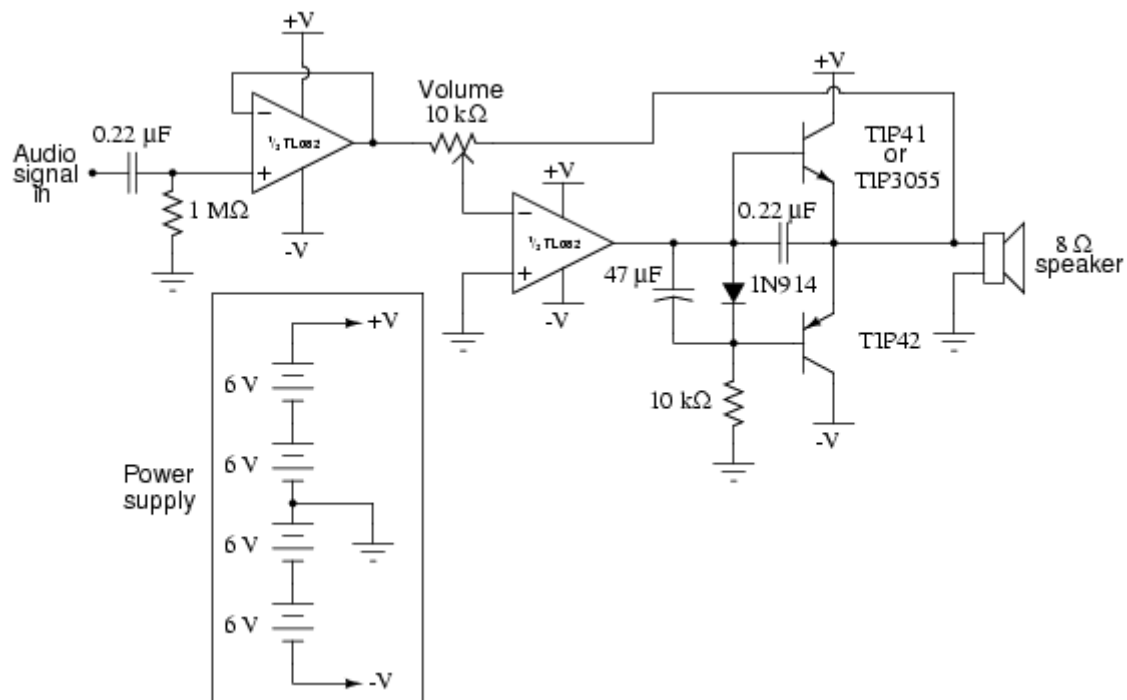 +V
Volume
10 kΩ
0.22 µF
Audio
signal
in
−
+
1/2 TL082
1 MΩ
-V
+V
−
+
1/2 TL082
-V
+V
TIP41
or
TIP3055
0.22 µF
47 µF
1N914
8 Ω
speaker
TIP42
10 kΩ
-V
Power
supply
+V
6 V
6 V
6 V
6 V
-V